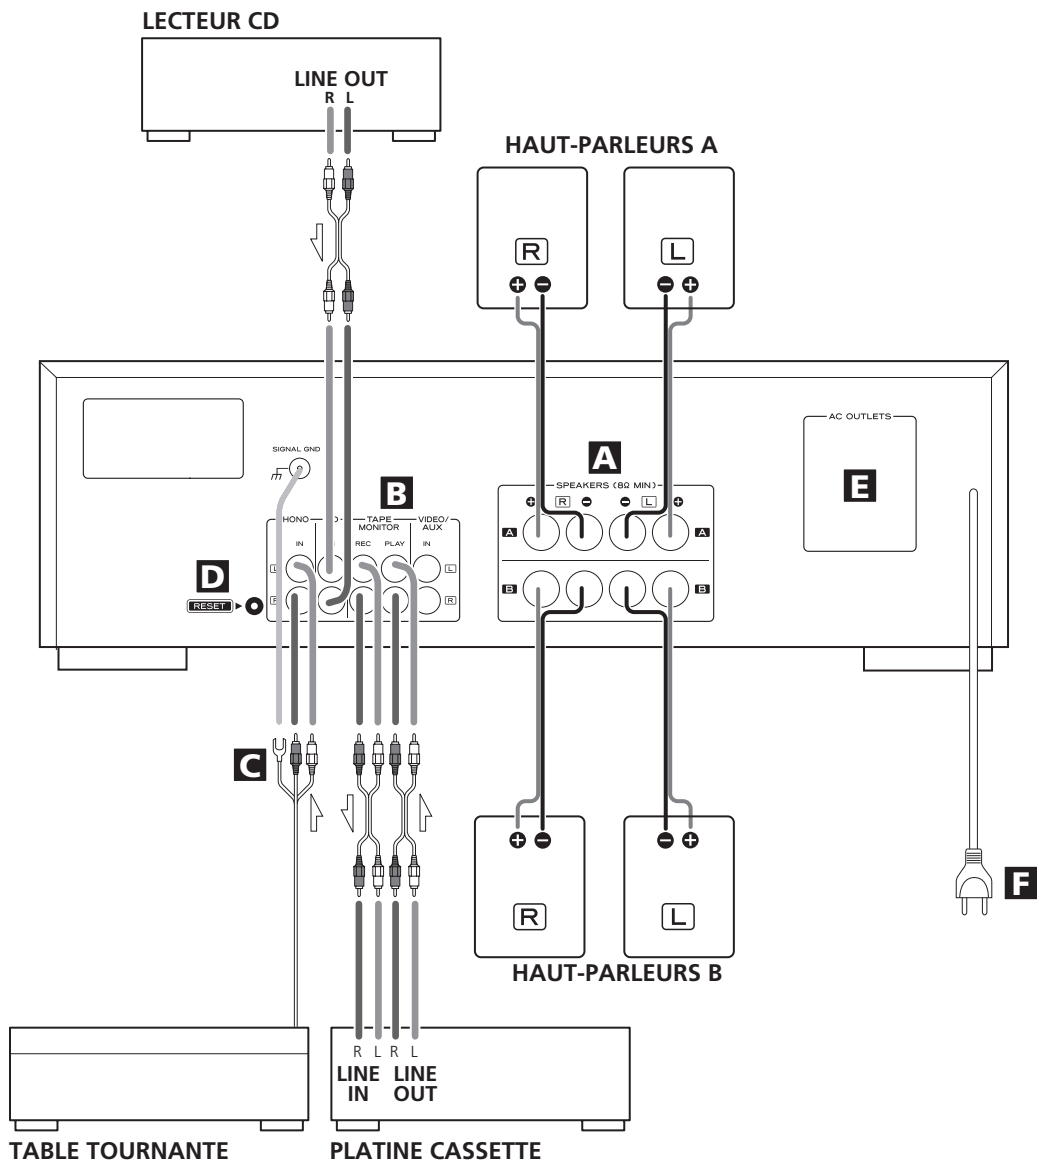 LECTEUR CD
LINE OUT
R L
HAUT-PARLEURS A
R
L
AC OUTLETS
SIGNAL GND
A
SPEAKERS (8Ω MIN)
R L
E
B
HONO
TAPE MONITOR
VIDEO/AUX
IN
REC
PLAY
IN
A
A
L
L
D
RESET
R
B
B
C
F
R
L
HAUT-PARLEURS B
R L R L
LINE IN
LINE OUT
TABLE TOURNANTE
PLATINE CASSETTE